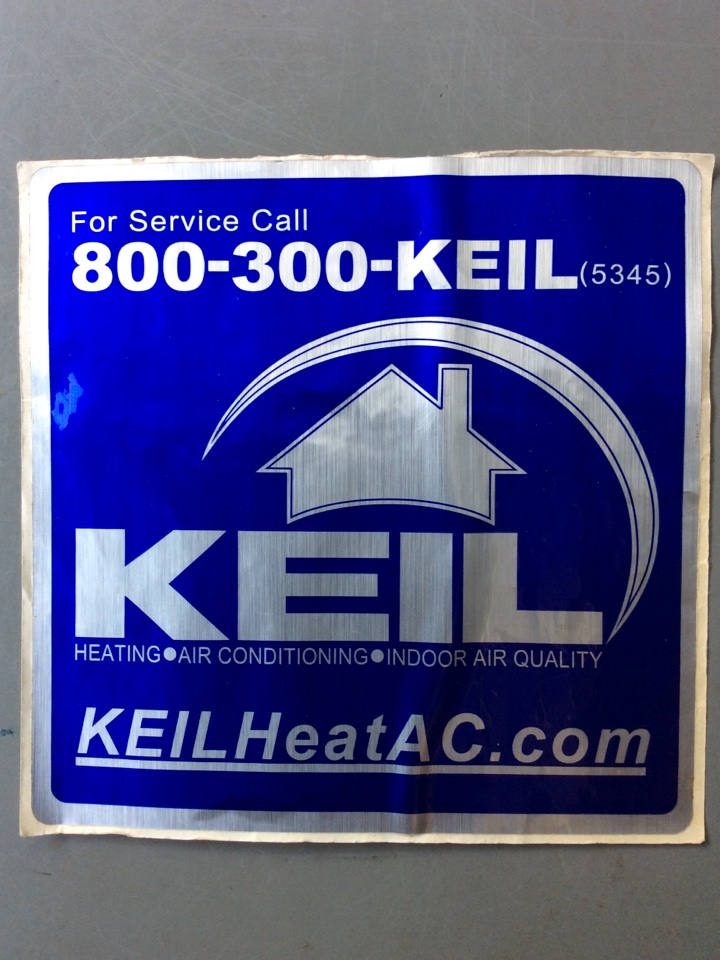 For Service Call
800-300-KEIL(5345)
KEIL
HEATING●AIR CONDITIONING●INDOOR AIR QUALITY
KEILHeatAC.com